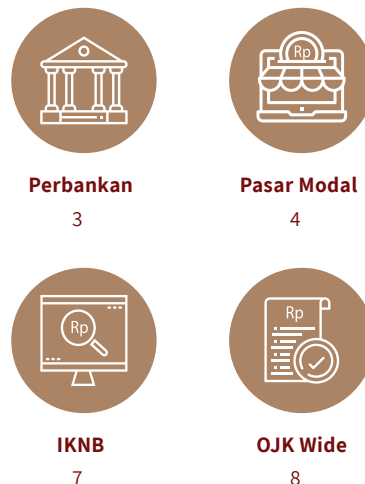 Rp
Perbankan
Pasar Modal
3
4
Rp
Rp
IKNB
OJK Wide
7
8